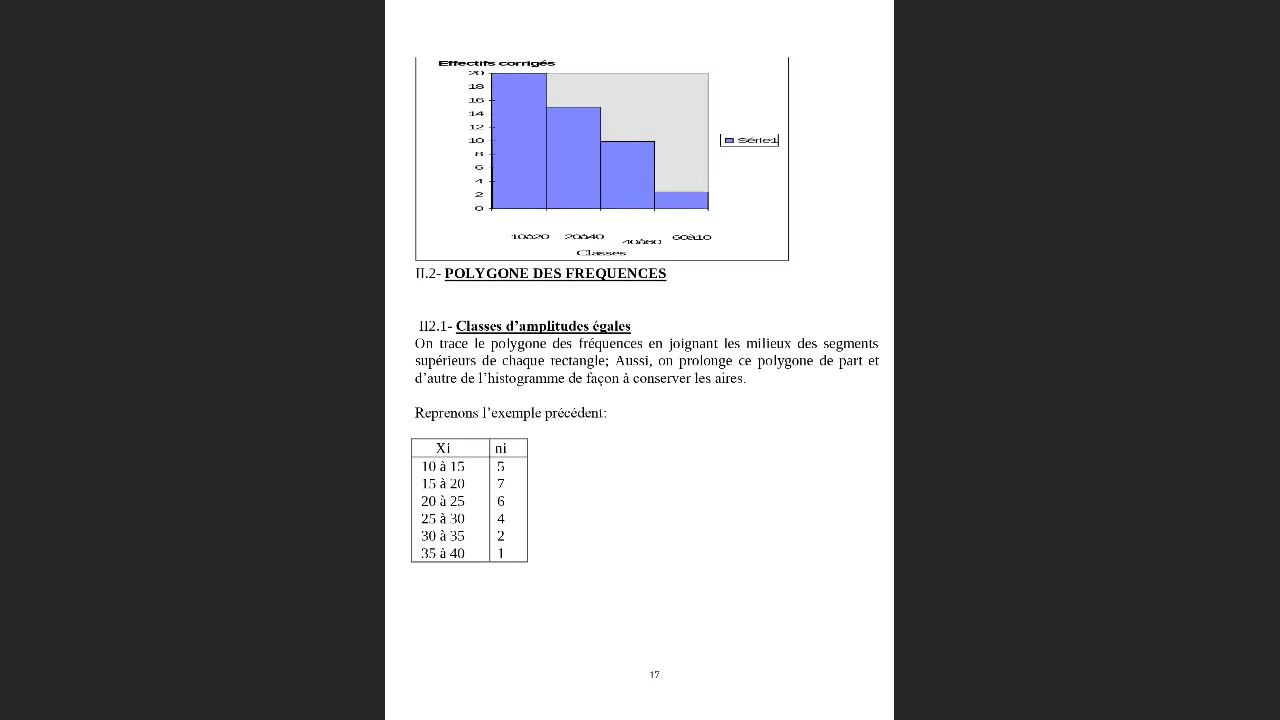 Effectifs corrigés
20
18
16
14
12
10
8
6
4
2
0
Série1
10à20 20à40 40à60 60à10
Classes
II.2- POLYGONE DES FREQUENCES
II2.1- Classes d’amplitudes égales
On trace le polygone des fréquences en joignant les milieux des segments
supérieurs de chaque rectangle; Aussi, on prolonge ce polygone de part et
d’autre de l’histogramme de façon à conserver les aires.
Reprenons l’exemple précédent:
Xi ni
10 à 15 5
15 à 20 7
20 à 25 6
25 à 30 4
30 à 35 2
35 à 40 1
17